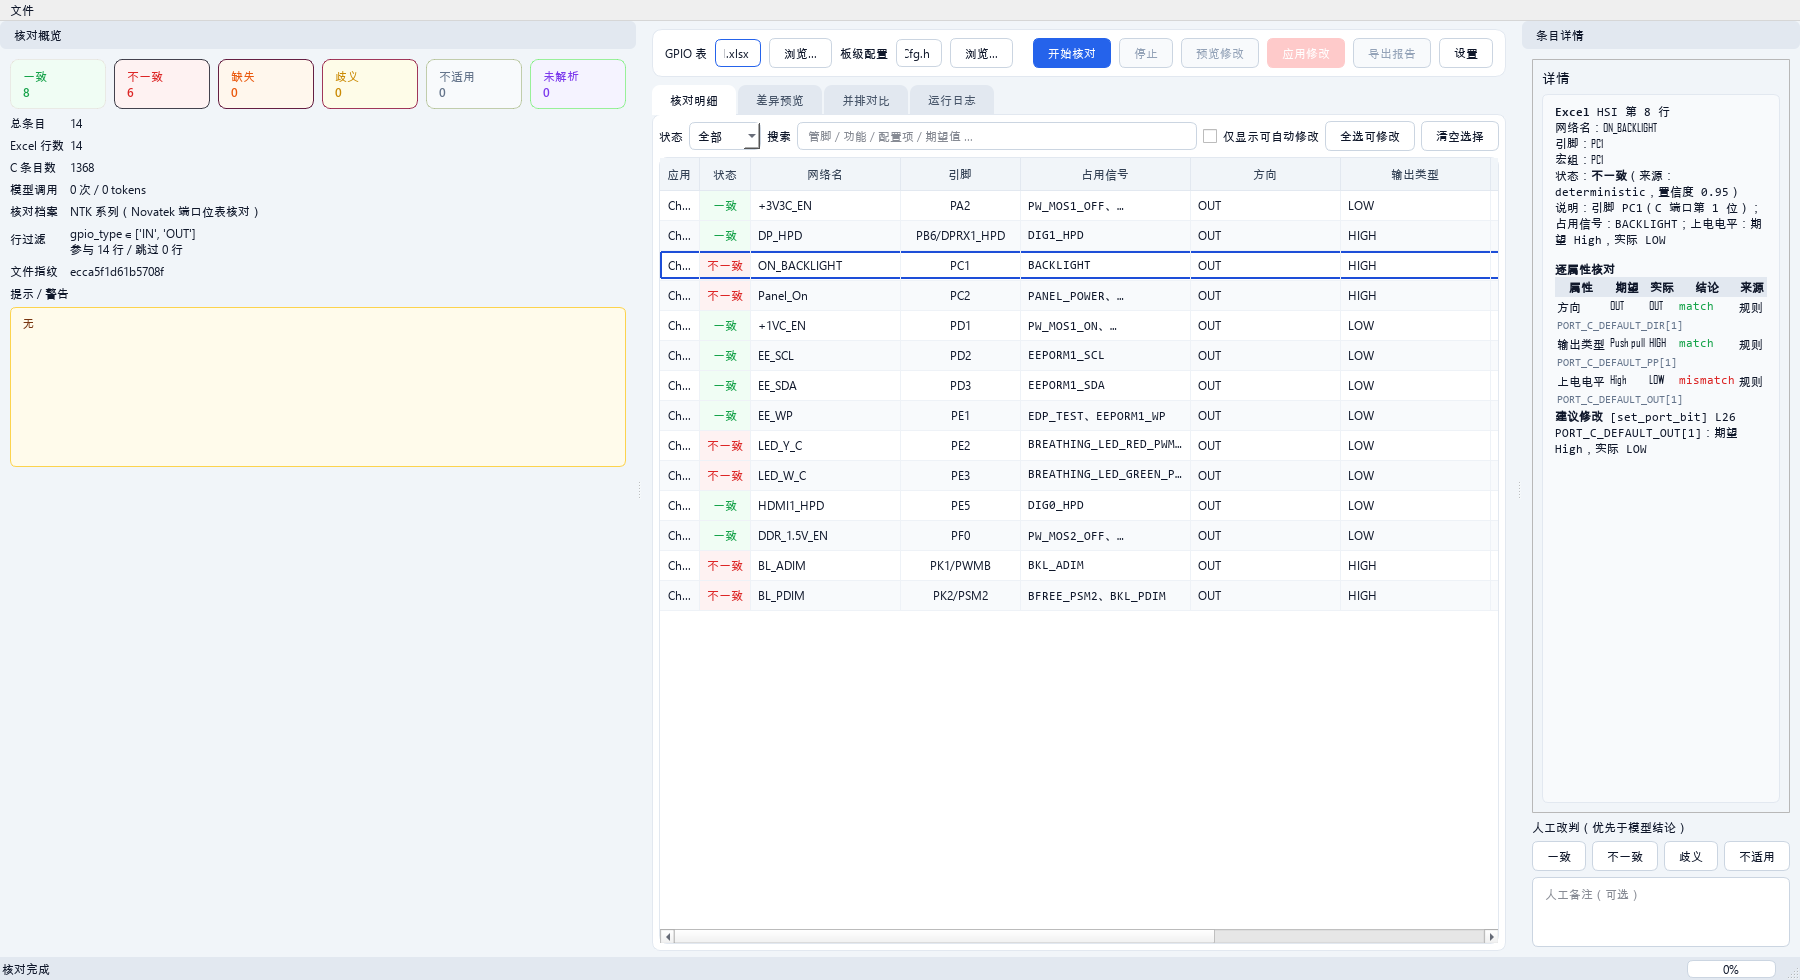 文件
核对概览
一致
8
不一致
6
缺失
0
歧义
0
不适用
0
未解析
0
总条目 14
Excel 行数 14
C 条目数 1368
模型调用 0 次 / 0 tokens
核对档案 NTK 系列 ( Novatek 端口位表核对 )
行过滤 gpio_type ∈ ['IN', 'OUT']
参与 14 行 / 跳过 0 行
文件指纹 ecca5f1d61b5708f
提示 / 警告
无
GPIO 表 .xlsx 浏览... 板级配置 Cfg.h 浏览... 开始核对 停止 预览修改 应用修改 导出报告 设置
核对明细 差异预览 并排对比 运行日志
状态 全部 搜索 管脚 / 功能 / 配置项 / 期望值 ... 仅显示可自动修改 全选可修改 清空选择
应用 状态 网络名 引脚 占用信号 方向 输出类型
Ch... 一致 +3V3C_EN PA2 PW_MOS1_OFF、… OUT LOW
Ch... 一致 DP_HPD PB6/DPRX1_HPD DIG1_HPD OUT HIGH
Ch... 不一致 ON_BACKLIGHT PC1 BACKLIGHT OUT HIGH
Ch... 不一致 Panel_On PC2 PANEL_POWER、… OUT HIGH
Ch... 一致 +1VC_EN PD1 PW_MOS1_ON、… OUT LOW
Ch... 一致 EE_SCL PD2 EEPORM1_SCL OUT LOW
Ch... 一致 EE_SDA PD3 EEPORM1_SDA OUT LOW
Ch... 一致 EE_WP PE1 EDP_TEST、EEPORM1_WP OUT LOW
Ch... 不一致 LED_Y_C PE2 BREATHING_LED_RED_PWM… OUT LOW
Ch... 不一致 LED_W_C PE3 BREATHING_LED_GREEN_P… OUT LOW
Ch... 一致 HDMI1_HPD PE5 DIG0_HPD OUT LOW
Ch... 一致 DDR_1.5V_EN PF0 PW_MOS2_OFF、… OUT LOW
Ch... 不一致 BL_ADIM PK1/PWMB BKL_ADIM OUT HIGH
Ch... 不一致 BL_PDIM PK2/PSM2 BFREE_PSM2、BKL_PDIM OUT HIGH
条目详情
详情
Excel HSI 第 8 行
网络名：ON_BACKLIGHT
引脚：PC1
宏组：PC1
状态：不一致（来源：
deterministic，置信度 0.95）
说明：引脚 PC1（C 端口第 1 位）；
占用信号：BACKLIGHT；上电电平：期
望 High，实际 LOW
逐属性核对
属性 期望 实际 结论 来源
方向 OUT OUT match 规则
PORT_C_DEFAULT_DIR[1]
输出类型 Push pull HIGH match 规则
PORT_C_DEFAULT_PP[1]
上电电平 High LOW mismatch 规则
PORT_C_DEFAULT_OUT[1]
建议修改 [set_port_bit] L26
PORT_C_DEFAULT_OUT[1]：期望
High，实际 LOW
人工改判 ( 优先于模型结论 )
一致 不一致 歧义 不适用
人工备注 ( 可选 )
核对完成
0%